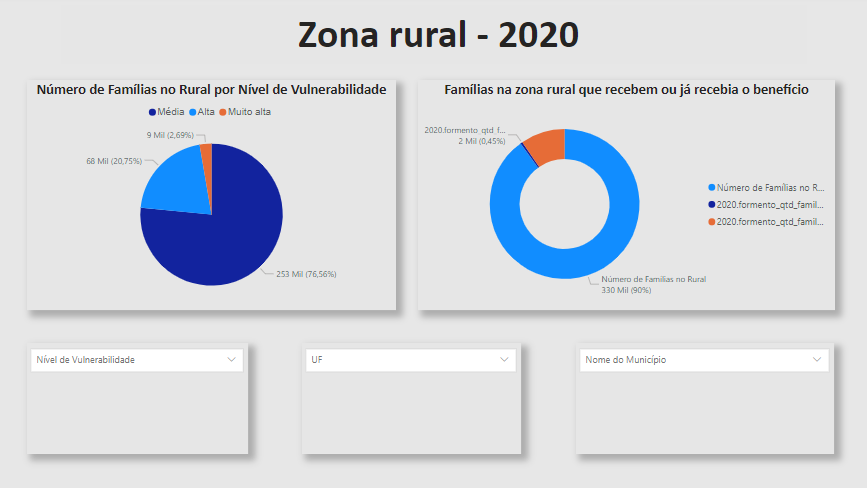 Zona rural - 2020
Número de Famílias no Rural por Nível de Vulnerabilidade
Média Alta Muito alta
9 Mil (2,69%)
68 Mil (20,75%)
253 Mil (76,56%)
Famílias na zona rural que recebem ou já recebia o benefício
2020.formento_qtd_f...
2 Mil (0,45%)
Número de Famílias no R...
2020.formento_qtd_famil...
2020.formento_qtd_famil...
Número de Famílias no Rural
330 Mil (90%)
Nível de Vulnerabilidade
UF
Nome do Município